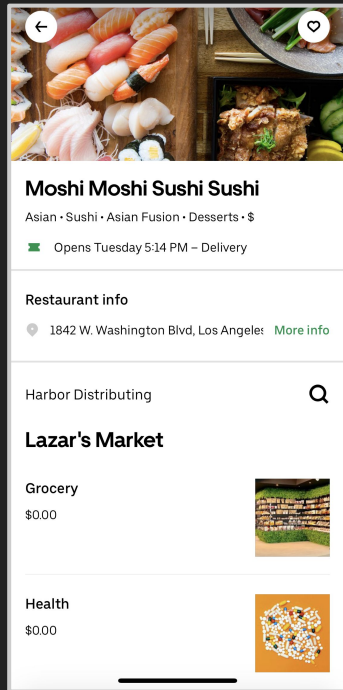 Moshi Moshi Sushi Sushi
Asian • Sushi • Asian Fusion • Desserts • $
Opens Tuesday 5:14 PM – Delivery
Restaurant info
1842 W. Washington Blvd, Los Angeles More info
Harbor Distributing
Lazar's Market
Grocery
$0.00
Health
$0.00